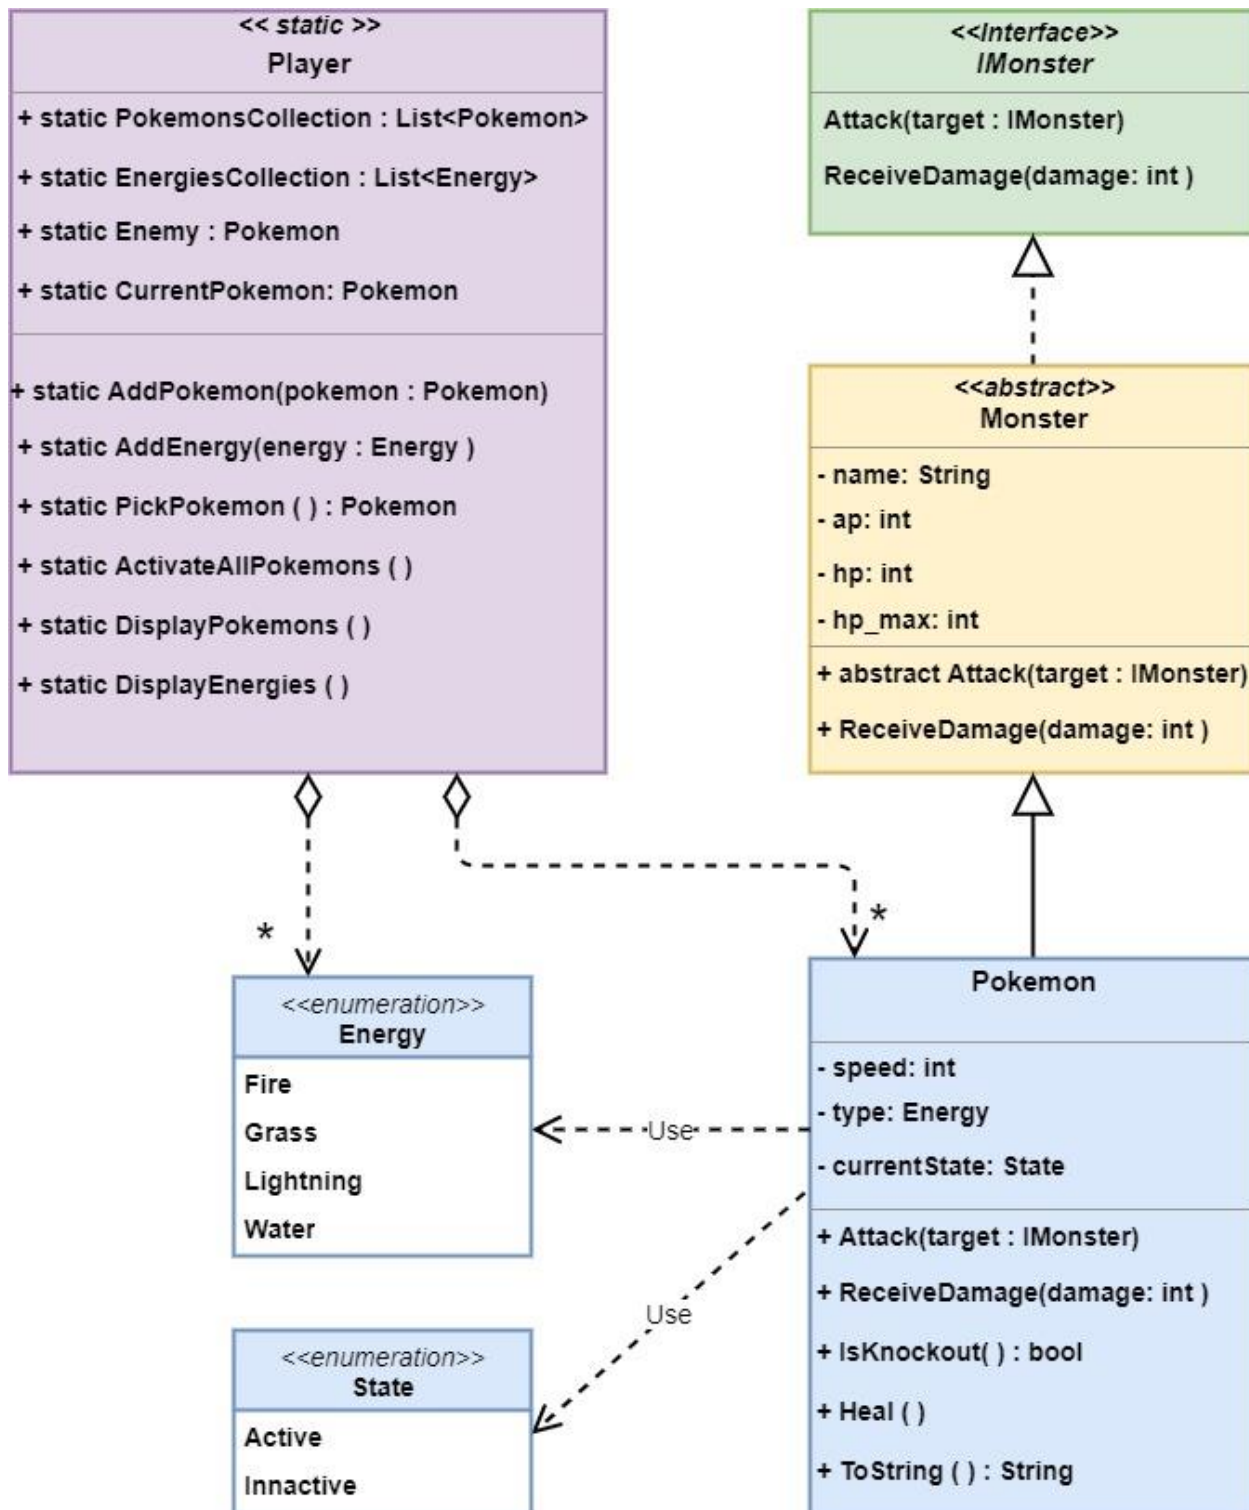 << static >>
Player
+ static PokemonsCollection : List<Pokemon>
+ static EnergiesCollection : List<Energy>
+ static Enemy : Pokemon
+ static CurrentPokemon: Pokemon
+ static AddPokemon(pokemon : Pokemon)
+ static AddEnergy(energy : Energy )
+ static PickPokemon ( ) : Pokemon
+ static ActivateAllPokemons ( )
+ static DisplayPokemons ( )
+ static DisplayEnergies ( )
<<Interface>>
IMonster
Attack(target : IMonster)
ReceiveDamage(damage: int )
<<abstract>>
Monster
- name: String
- ap: int
- hp: int
- hp_max: int
+ abstract Attack(target : IMonster)
+ ReceiveDamage(damage: int )
*
*
<<enumeration>>
Energy
Fire
Grass
Lightning
Water
Use
Pokemon
- speed: int
- type: Energy
- currentState: State
+ Attack(target : IMonster)
+ ReceiveDamage(damage: int )
+ IsKnockout( ) : bool
+ Heal ( )
+ ToString ( ) : String
Use
<<enumeration>>
State
Active
Innactive